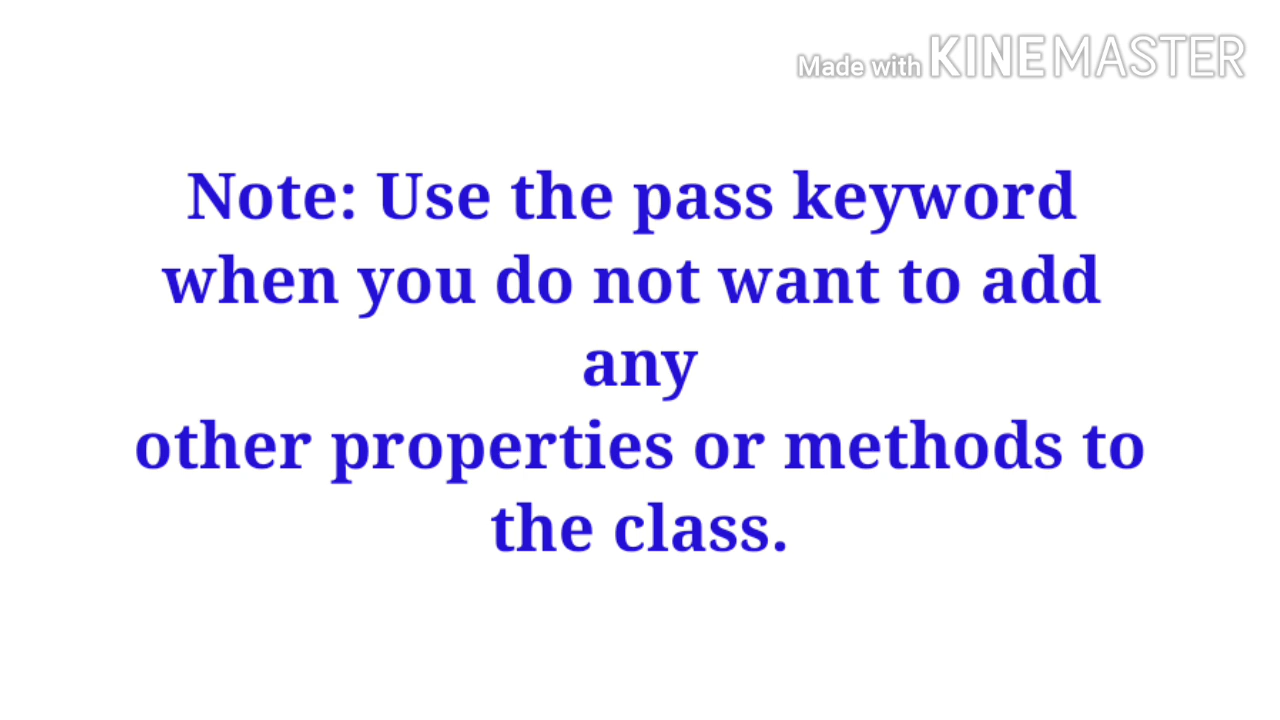 Made with KINEMASTER
Note: Use the pass keyword
when you do not want to add
any
other properties or methods to
the class.